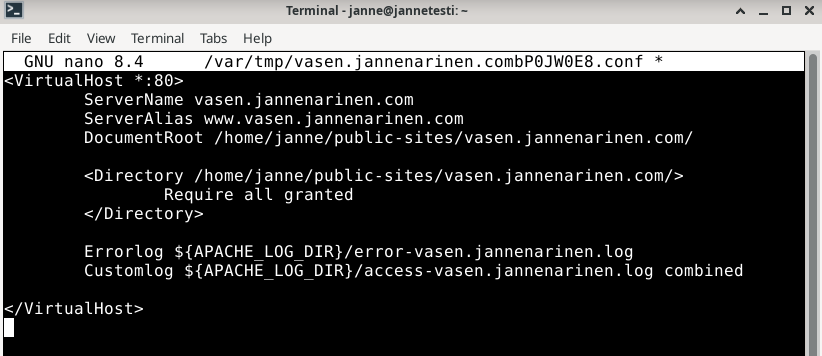 Terminal - janne@jannetesti: ~
File Edit View Terminal Tabs Help
GNU nano 8.4 /var/tmp/vasen.jannenarinen.combP0JW0E8.conf *
<VirtualHost *:80>
        ServerName vasen.jannenarinen.com
        ServerAlias www.vasen.jannenarinen.com
        DocumentRoot /home/janne/public-sites/vasen.jannenarinen.com/

        <Directory /home/janne/public-sites/vasen.jannenarinen.com/>
                Require all granted
        </Directory>

        Errorlog ${APACHE_LOG_DIR}/error-vasen.jannenarinen.log
        Customlog ${APACHE_LOG_DIR}/access-vasen.jannenarinen.log combined

</VirtualHost>